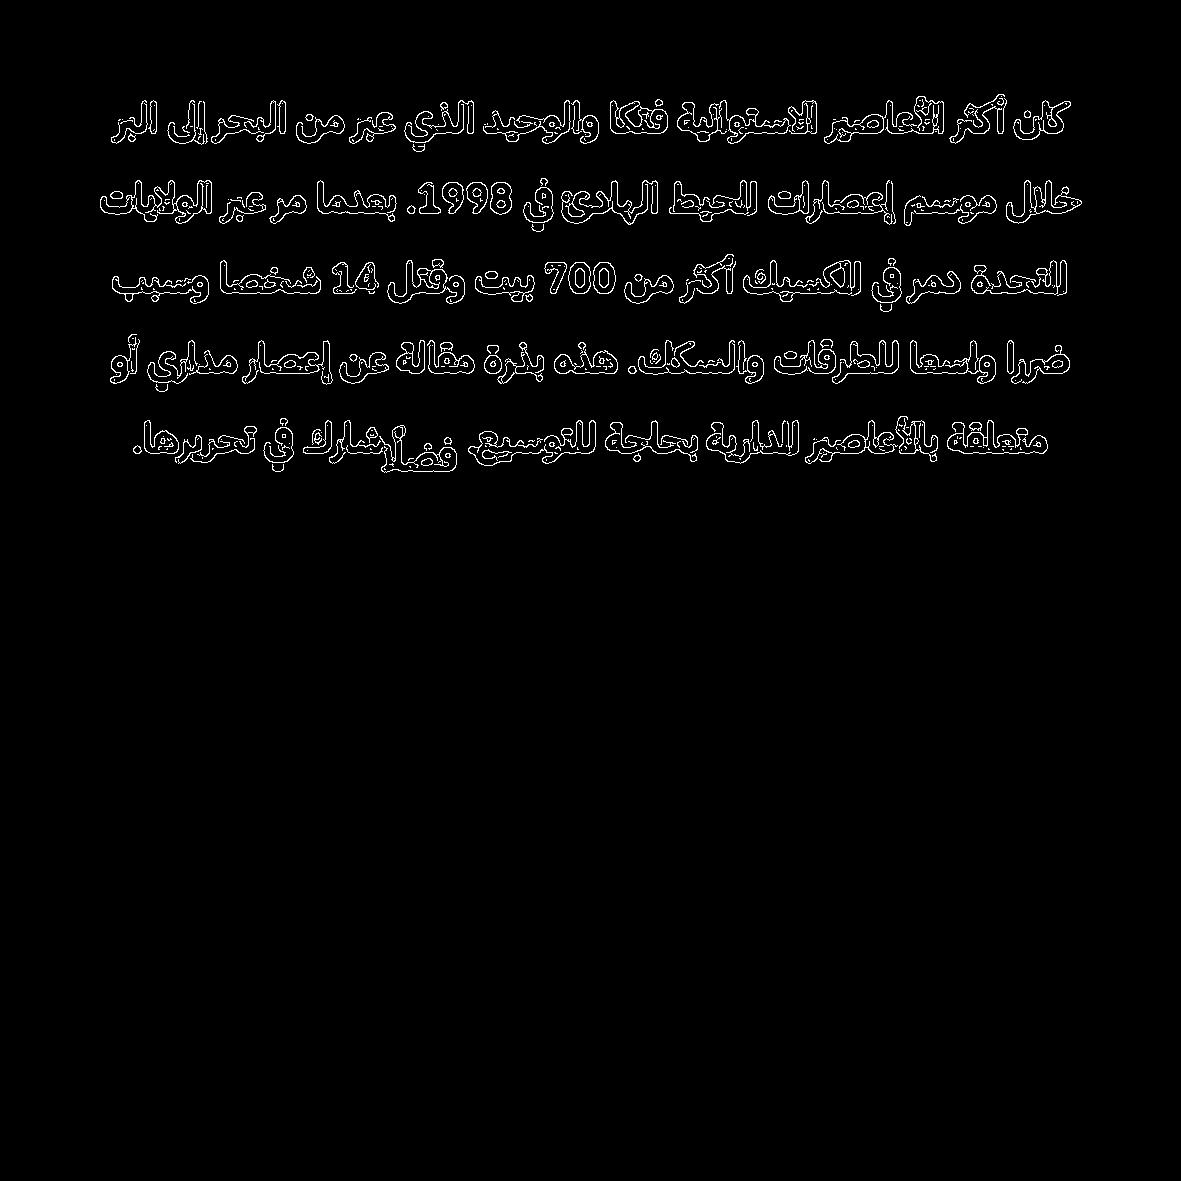 كان أكثر الأعاصير الاستوائية فتكا والوحيد الذي عبر من البحر إلى البر
خلال موسم إعصارات المحيط الهادئ في 1998. بعدما مر عبر الولايات
المتحدة دمر في المكسيك أكثر من 700 بيت وقتل 14 شخصا وسبب
ضررا واسعا للطرقات والسكك. هذه بذرة مقالة عن إعصار مداري أو
متعلقة بالأعاصير المدارية بحاجة للتوسيع. فضلًا شارك في تحريرها.